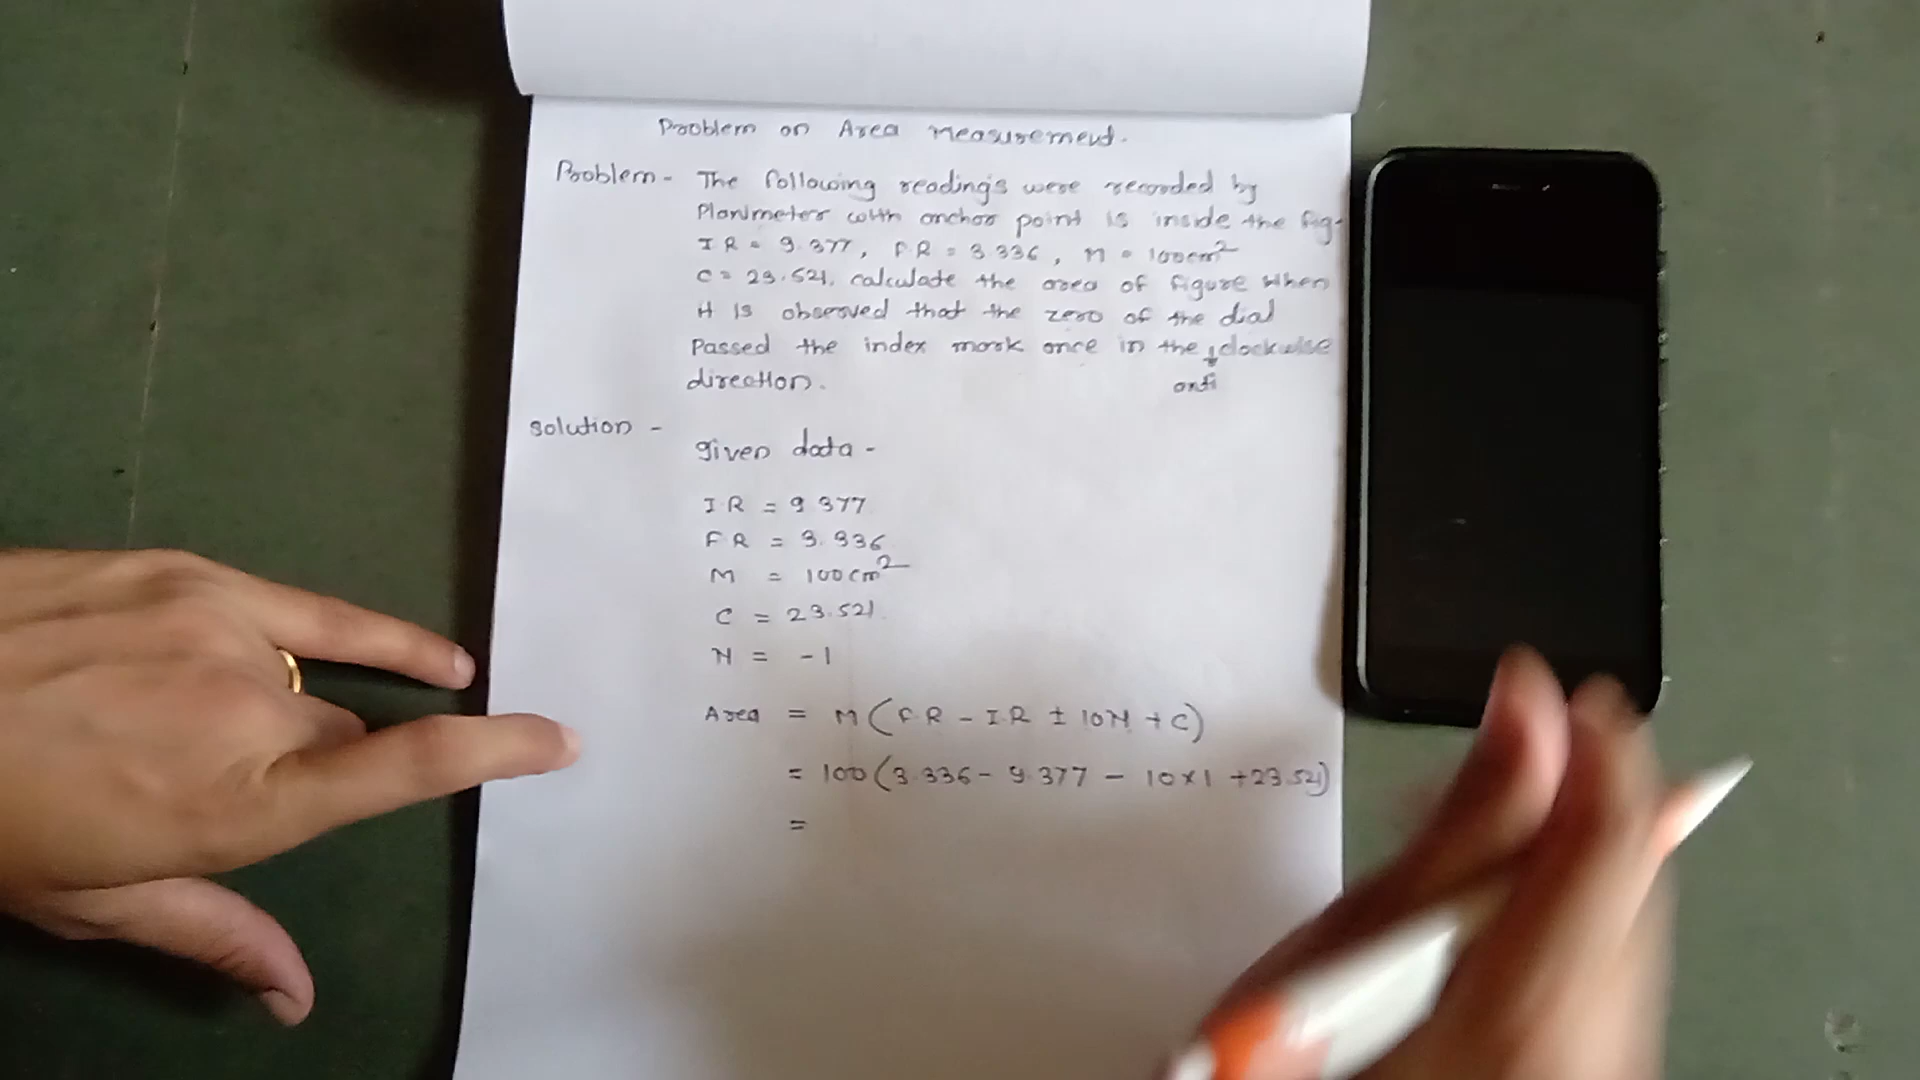 Problem on Area measurement.
Problem - The following readings were recorded by
Planimeter with anchor point is inside the fig-
I R = 9.377, F R = 3.336, M = 100cm²
C = 23.521. calculate the area of figure when
it is observed that the zero of the dial
Passed the index mark once in the clockwise
direction. anti
Solution -
given data -
I.R = 9.377
F R = 3.336
M = 100cm²
C = 23.521.
N = -1
Area = M(F.R - I.R ± 10N + C)
= 100(3.336 - 9.377 - 10×1 + 23.521)
=